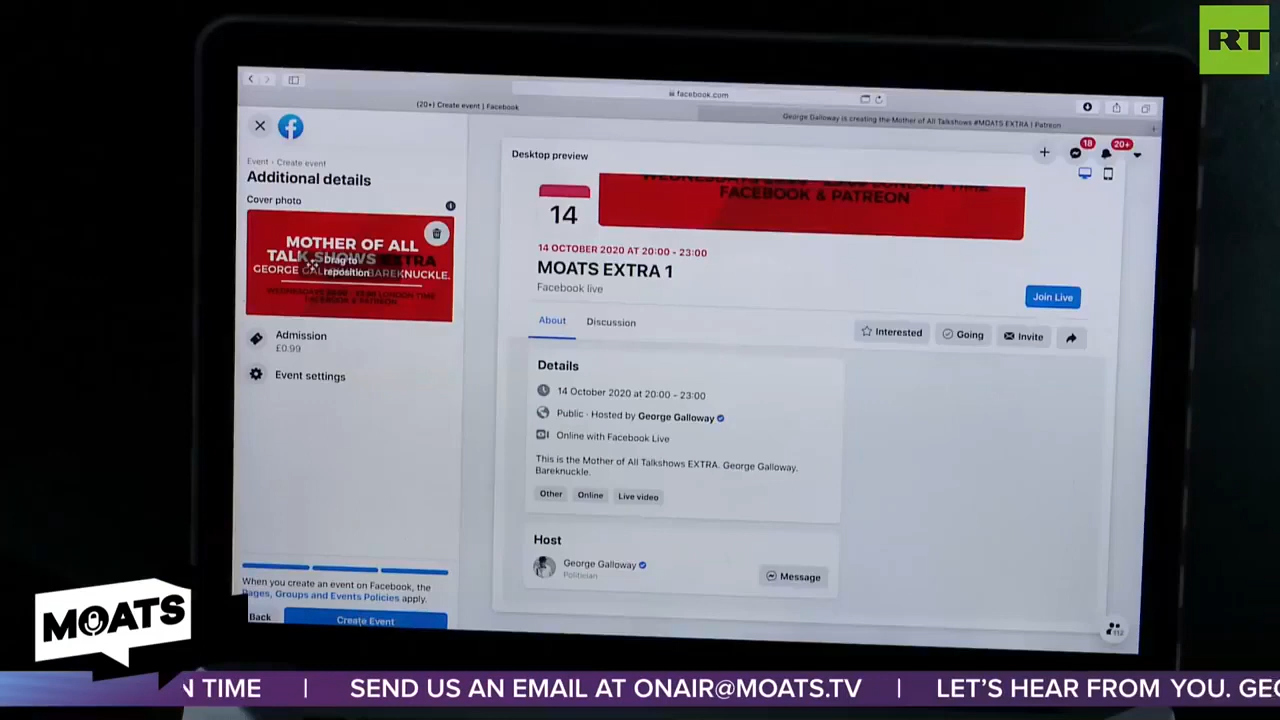 RT
facebook.com
(20+) Create event | Facebook
George Galloway is creating the Mother of All Talkshows #MOATS EXTRA | Patreon
18
20+
Event › Create event
Additional details
Cover photo
MOTHER OF ALL
TALK SHOWS
Drag to
reposition
BAREKNUCKLE.
Admission
£0.99
Event settings
When you create an event on Facebook, the
Pages, Groups and Events Policies apply.
Back
Create Event
Desktop preview
FACEBOOK & PATREON
14
14 OCTOBER 2020 AT 20:00 - 23:00
MOATS EXTRA 1
Facebook live
Join Live
About
Discussion
Interested
Going
Invite
Details
14 October 2020 at 20:00 - 23:00
Public · Hosted by George Galloway
Online with Facebook Live
This is the Mother of All Talkshows EXTRA. George Galloway.
Bareknuckle.
Other
Online
Live video
Host
George Galloway
Politician
Message
112
MOATS
N TIME | SEND US AN EMAIL AT ONAIR@MOATS.TV | LET'S HEAR FROM YOU. GEO